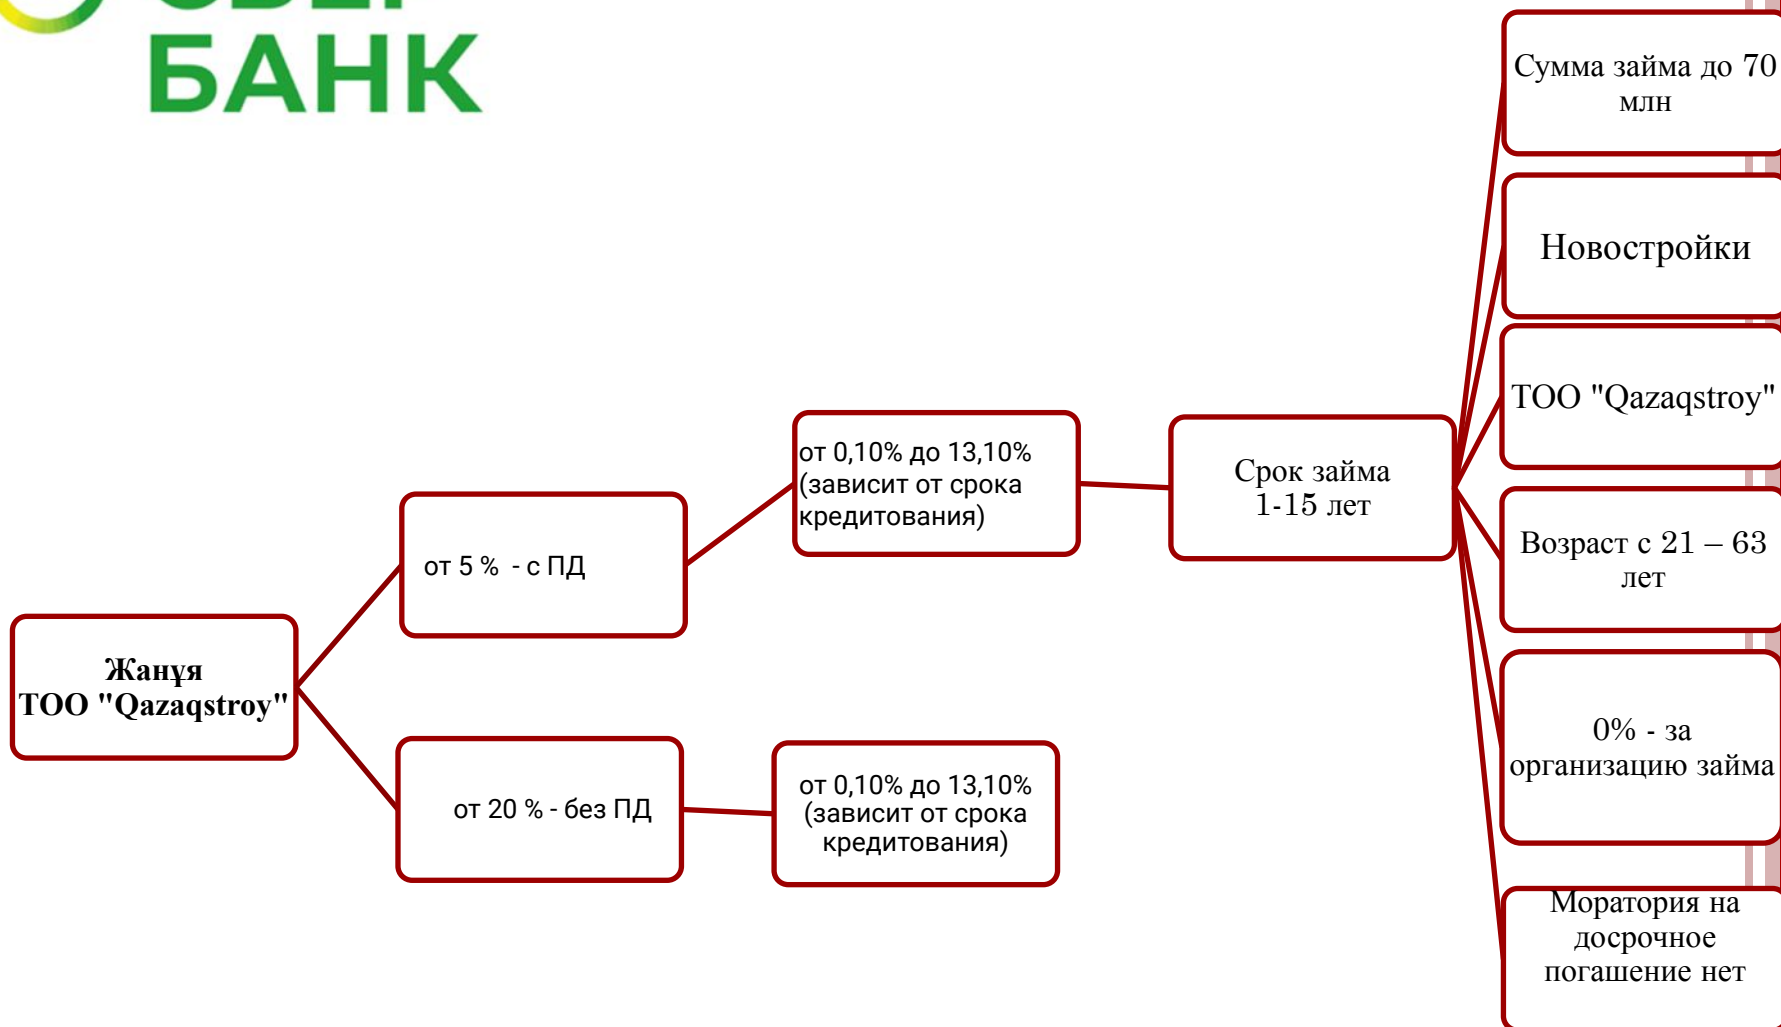 СБЕР
БАНК
Сумма займа до 70
млн
Новостройки
ТОО "Qazaqstroy"
Возраст с 21 – 63
лет
0% - за
организацию займа
Моратория на
досрочное
погашение нет
Срок займа
1-15 лет
от 0,10% до 13,10%
(зависит от срока
кредитования)
от 5 % - с ПД
Жанұя
ТОО "Qazaqstroy"
от 20 % - без ПД
от 0,10% до 13,10%
(зависит от срока
кредитования)